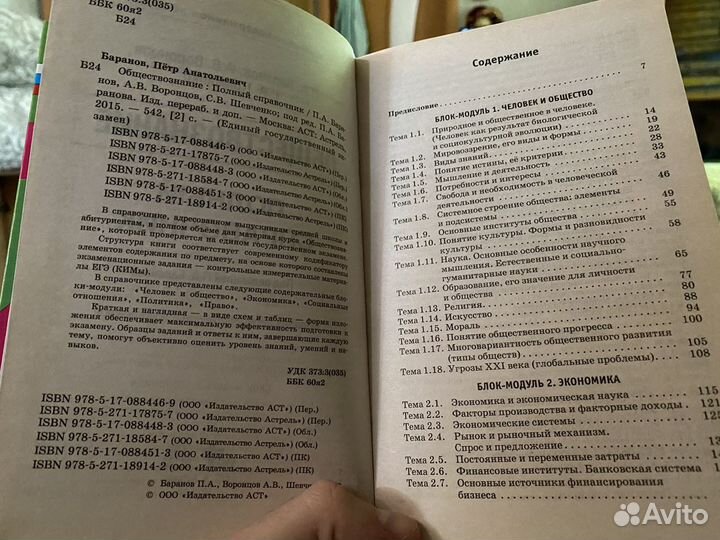 3.3(035)
ББК 60я2
Б24
Баранов, Пётр Анатольевич
Б24 Обществознание : Полный справочник / П.А. Бара-
нов, А.В. Воронцов, С.В. Шевченко; под ред. П.А. Ба-
ранова. Изд. перераб. и доп. — Москва: АСТ: Астрель,
2015. — 542, [2] с. — (Единый государственный эк-
замен)
ISBN 978-5-17-088446-9 (ООО «Издательство АСТ») (Пер.)
ISBN 978-5-271-17875-7 (ООО «Издательство Астрель») (Пер.)
ISBN 978-5-17-088448-3 (ООО «Издательство АСТ») (Обл.)
ISBN 978-5-271-18584-7 (ООО «Издательство Астрель») (Обл.)
ISBN 978-5-17-088451-3 (ООО «Издательство АСТ») (ПК)
ISBN 978-5-271-18914-2 (ООО «Издательство Астрель») (ПК)
В справочнике, адресованном выпускникам средней школы и
абитуриентам, в полном объёме дан материал курса «Обществозна-
ние», который проверяется на едином государственном экзамене.
Структура книги соответствует современному кодификатору
элементов содержания по предмету, на основе которого составлены
экзаменационные задания — контрольные измерительные материа-
лы ЕГЭ (КИМы).
В справочнике представлены следующие содержательные бло-
ки-модули: «Человек и общество», «Экономика», «Социальные
отношения», «Политика», «Право».
Краткая и наглядная — в виде схем и таблиц — форма изло-
жения обеспечивает максимальную эффективность подготовки к
экзамену. Образцы заданий и ответы к ним, завершающие каждую
тему, помогут объективно оценить уровень знаний, умений и на-
выков.
УДК 373:3(035)
ББК 60я2
ISBN 978-5-17-088446-9 (ООО «Издательство АСТ») (Пер.)
ISBN 978-5-271-17875-7 (ООО «Издательство Астрель») (Пер.)
ISBN 978-5-17-088448-3 (ООО «Издательство АСТ») (Обл.)
ISBN 978-5-271-18584-7 (ООО «Издательство Астрель») (Обл.)
ISBN 978-5-17-088451-3 (ООО «Издательство АСТ») (ПК)
ISBN 978-5-271-18914-2 (ООО «Издательство Астрель») (ПК)
© Баранов П.А., Воронцов А.В., Шевч
© ООО «Издательство АСТ»
Содержание
Предисловие 7
БЛОК-МОДУЛЬ 1. ЧЕЛОВЕК И ОБЩЕСТВО
Тема 1.1. Природное и общественное в человеке.
(Человек как результат биологической
и социокультурной эволюции) 14
Тема 1.2. Мировоззрение, его виды и формы 19
Тема 1.3. Виды знаний 22
Тема 1.4. Понятие истины, её критерии 28
Тема 1.5. Мышление и деятельность 33
Тема 1.6. Потребности и интересы 43
Тема 1.7. Свобода и необходимость в человеческой
деятельности 46
Тема 1.8. Системное строение общества: элементы
и подсистемы 49
Тема 1.9. Основные институты общества 55
Тема 1.10. Понятие культуры. Формы и разновидности
культуры 58
Тема 1.11. Наука. Основные особенности научного
мышления. Естественные и социально-
гуманитарные науки 65
Тема 1.12. Образование, его значение для личности
и общества 77
Тема 1.13. Религия 80
Тема 1.14. Искусство 88
Тема 1.15. Мораль 94
Тема 1.16. Понятие общественного прогресса 100
Тема 1.17. Многовариантность общественного развития
(типы обществ) 105
Тема 1.18. Угрозы XXI века (глобальные проблемы) 108
БЛОК-МОДУЛЬ 2. ЭКОНОМИКА
Тема 2.1. Экономика и экономическая наука 115
Тема 2.2. Факторы производства и факторные доходы 121
Тема 2.3. Экономические системы 125
Тема 2.4. Рынок и рыночный механизм.
Спрос и предложение 13
Тема 2.5. Постоянные и переменные затраты 14
Тема 2.6. Финансовые институты. Банковская система
Тема 2.7. Основные источники финансирования
бизнеса
Avito